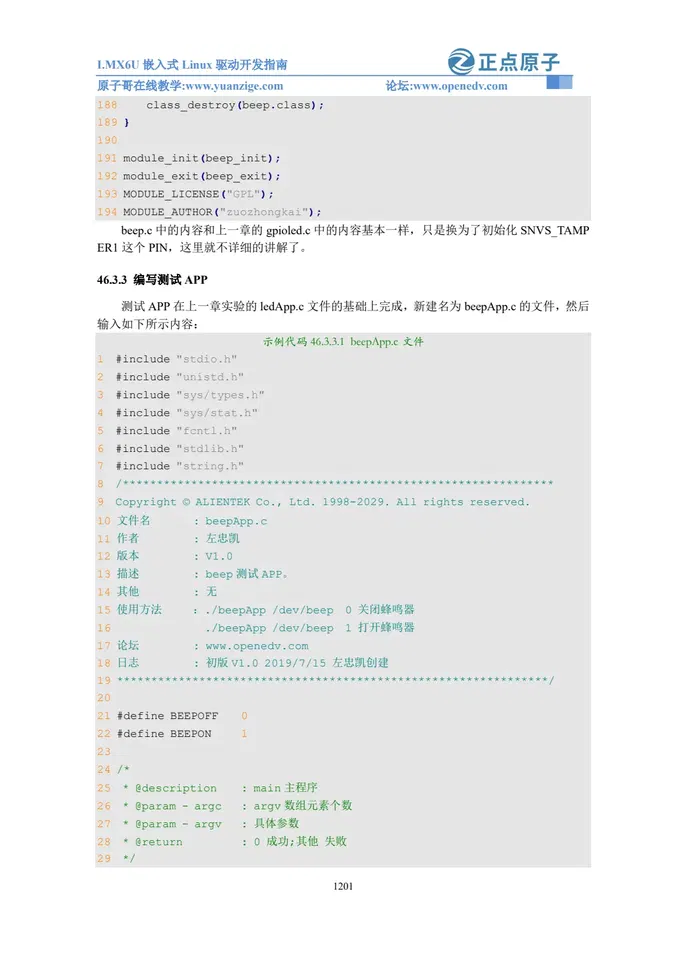 I.MX6U 嵌入式 Linux 驱动开发指南
正点原子
原子哥在线教学:www.yuanzige.com 论坛:www.openedv.com
188 class_destroy(beep.class);
189 }
190
191 module_init(beep_init);
192 module_exit(beep_exit);
193 MODULE_LICENSE("GPL");
194 MODULE_AUTHOR("zuozhongkai");
beep.c 中的内容和上一章的 gpioled.c 中的内容基本一样，只是换为了初始化 SNVS_TAMP
ER1 这个 PIN，这里就不详细的讲解了。
46.3.3 编写测试 APP
测试 APP 在上一章实验的 ledApp.c 文件的基础上完成，新建名为 beepApp.c 的文件，然后
输入如下所示内容：
示例代码 46.3.3.1 beepApp.c 文件
1 #include "stdio.h"
2 #include "unistd.h"
3 #include "sys/types.h"
4 #include "sys/stat.h"
5 #include "fcntl.h"
6 #include "stdlib.h"
7 #include "string.h"
8 /***************************************************************
9 Copyright © ALIENTEK Co., Ltd. 1998-2029. All rights reserved.
10 文件名 : beepApp.c
11 作者 : 左忠凯
12 版本 : V1.0
13 描述 : beep 测试 APP。
14 其他 : 无
15 使用方法 : ./beepApp /dev/beep 0 关闭蜂鸣器
16 ./beepApp /dev/beep 1 打开蜂鸣器
17 论坛 : www.openedv.com
18 日志 : 初版 V1.0 2019/7/15 左忠凯创建
19 ***************************************************************/
20
21 #define BEEPOFF 0
22 #define BEEPON 1
23
24 /*
25 * @description : main 主程序
26 * @param - argc : argv 数组元素个数
27 * @param - argv : 具体参数
28 * @return : 0 成功;其他 失败
29 */
1201